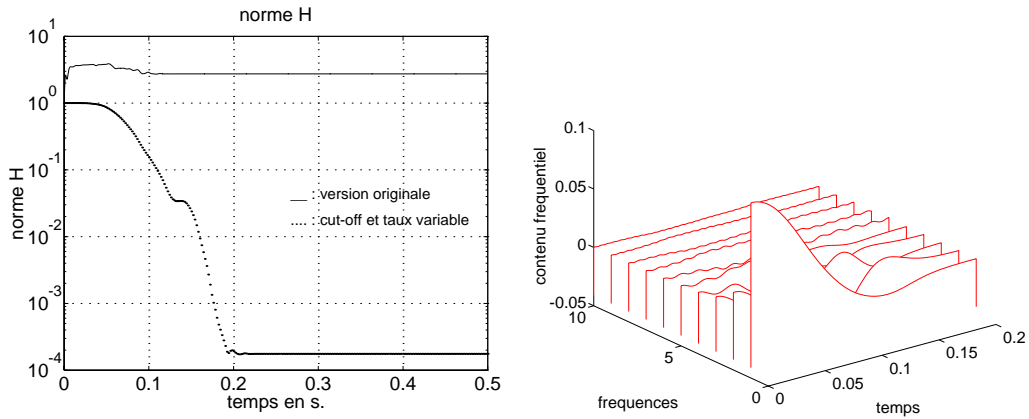 norme H
10^1
10^0
10^-1
10^-2
10^-3
10^-4
norme H
__ : version originale
.... : cut-off et taux variable
0 0.1 0.2 0.3 0.4 0.5
temps en s.
0.1
0.05
0
-0.05
contenu frequentiel
10
5
0
frequences
0
0.05
0.1
0.15
0.2
temps